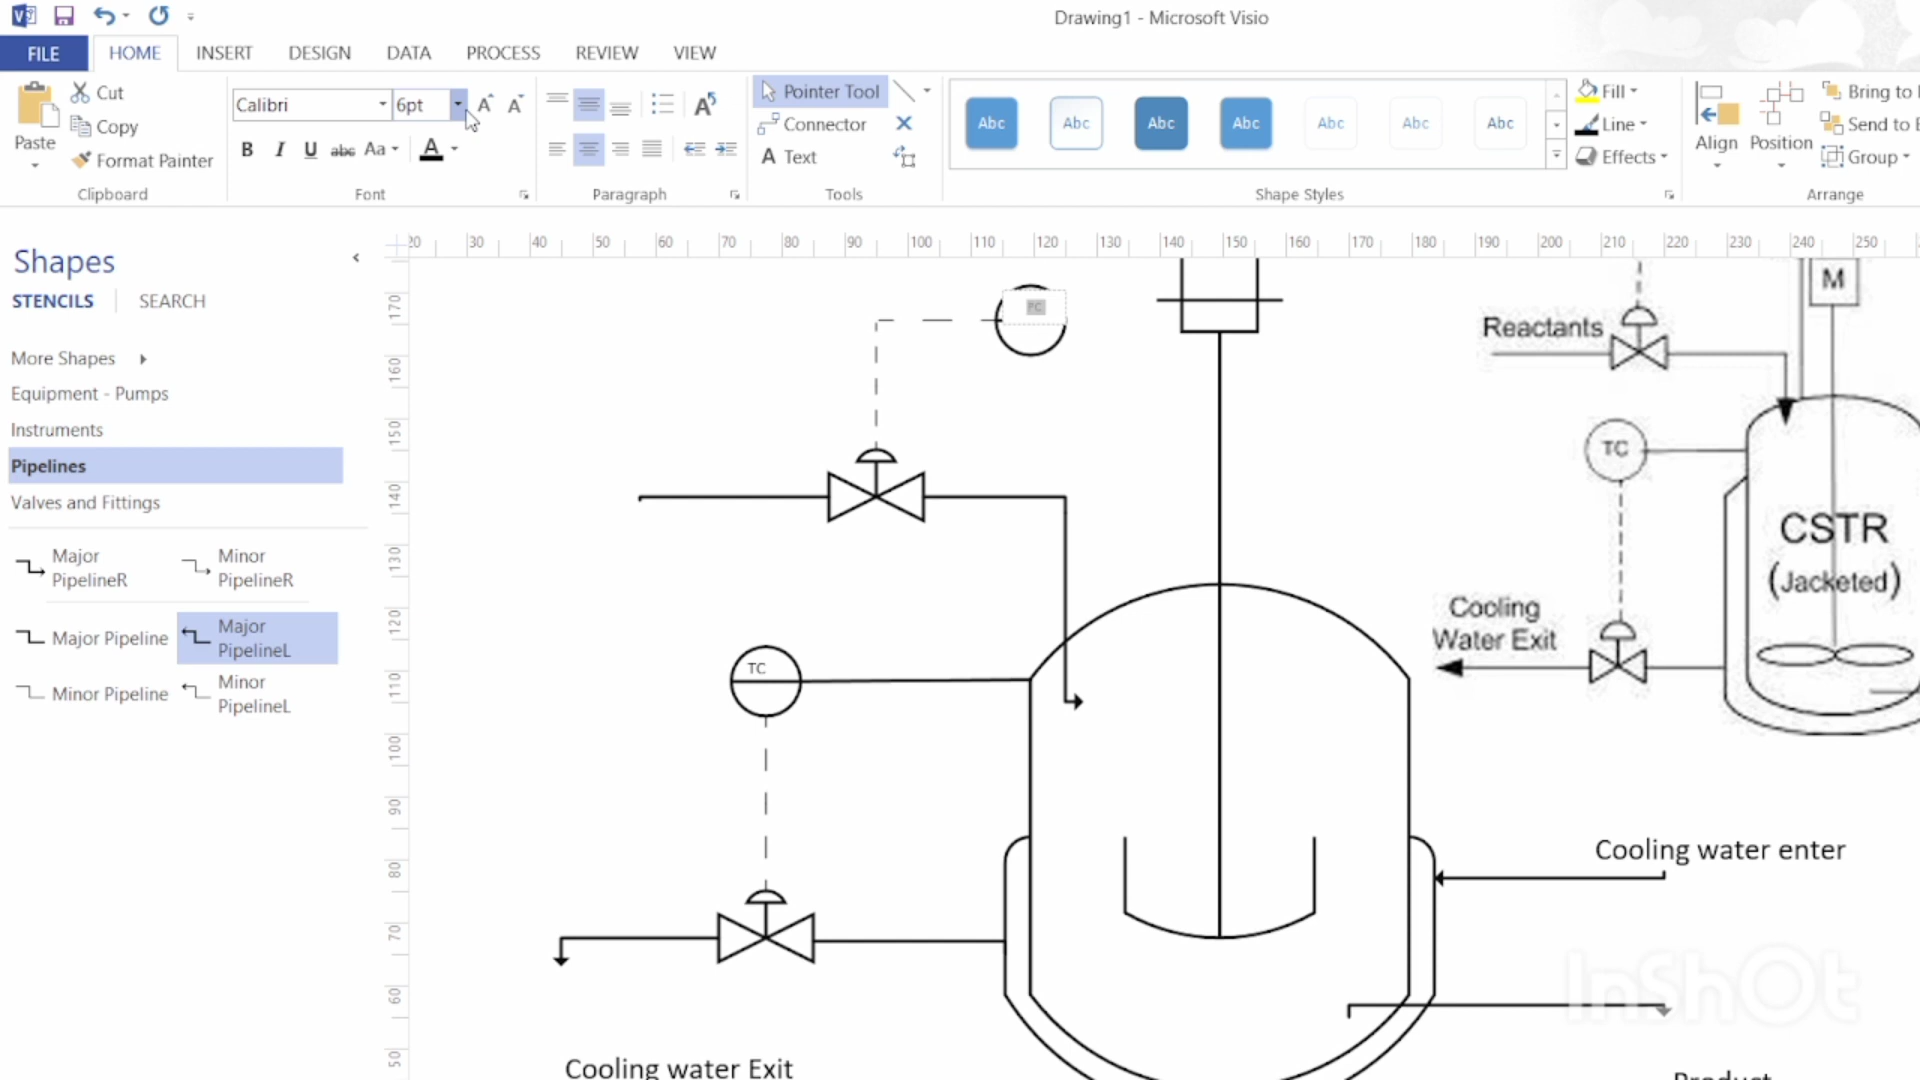 Drawing1 - Microsoft Visio
FILE HOME INSERT DESIGN DATA PROCESS REVIEW VIEW
Paste
Cut
Copy
Format Painter
Clipboard
Calibri 6pt
B I U abc Aa A
Font
Paragraph
Pointer Tool
Connector
A Text
Tools
Abc Abc Abc Abc Abc Abc Abc
Shape Styles
Fill
Line
Effects
Align Position
Bring to
Send to
Group
Arrange
Shapes
STENCILS SEARCH
More Shapes
Equipment - Pumps
Instruments
Pipelines
Valves and Fittings
Major PipelineR
Minor PipelineR
Major Pipeline
Major PipelineL
Minor Pipeline
Minor PipelineL
20 30 40 50 60 70 80 90 100 110 120 130 140 150 160 170 180 190 200 210 220 230 240 250
170
160
150
140
130
120
110
100
90
80
70
60
50
TC
Cooling water enter
Cooling water Exit
Product
M
Reactants
TC
CSTR
(Jacketed)
Cooling
Water Exit
InShOt